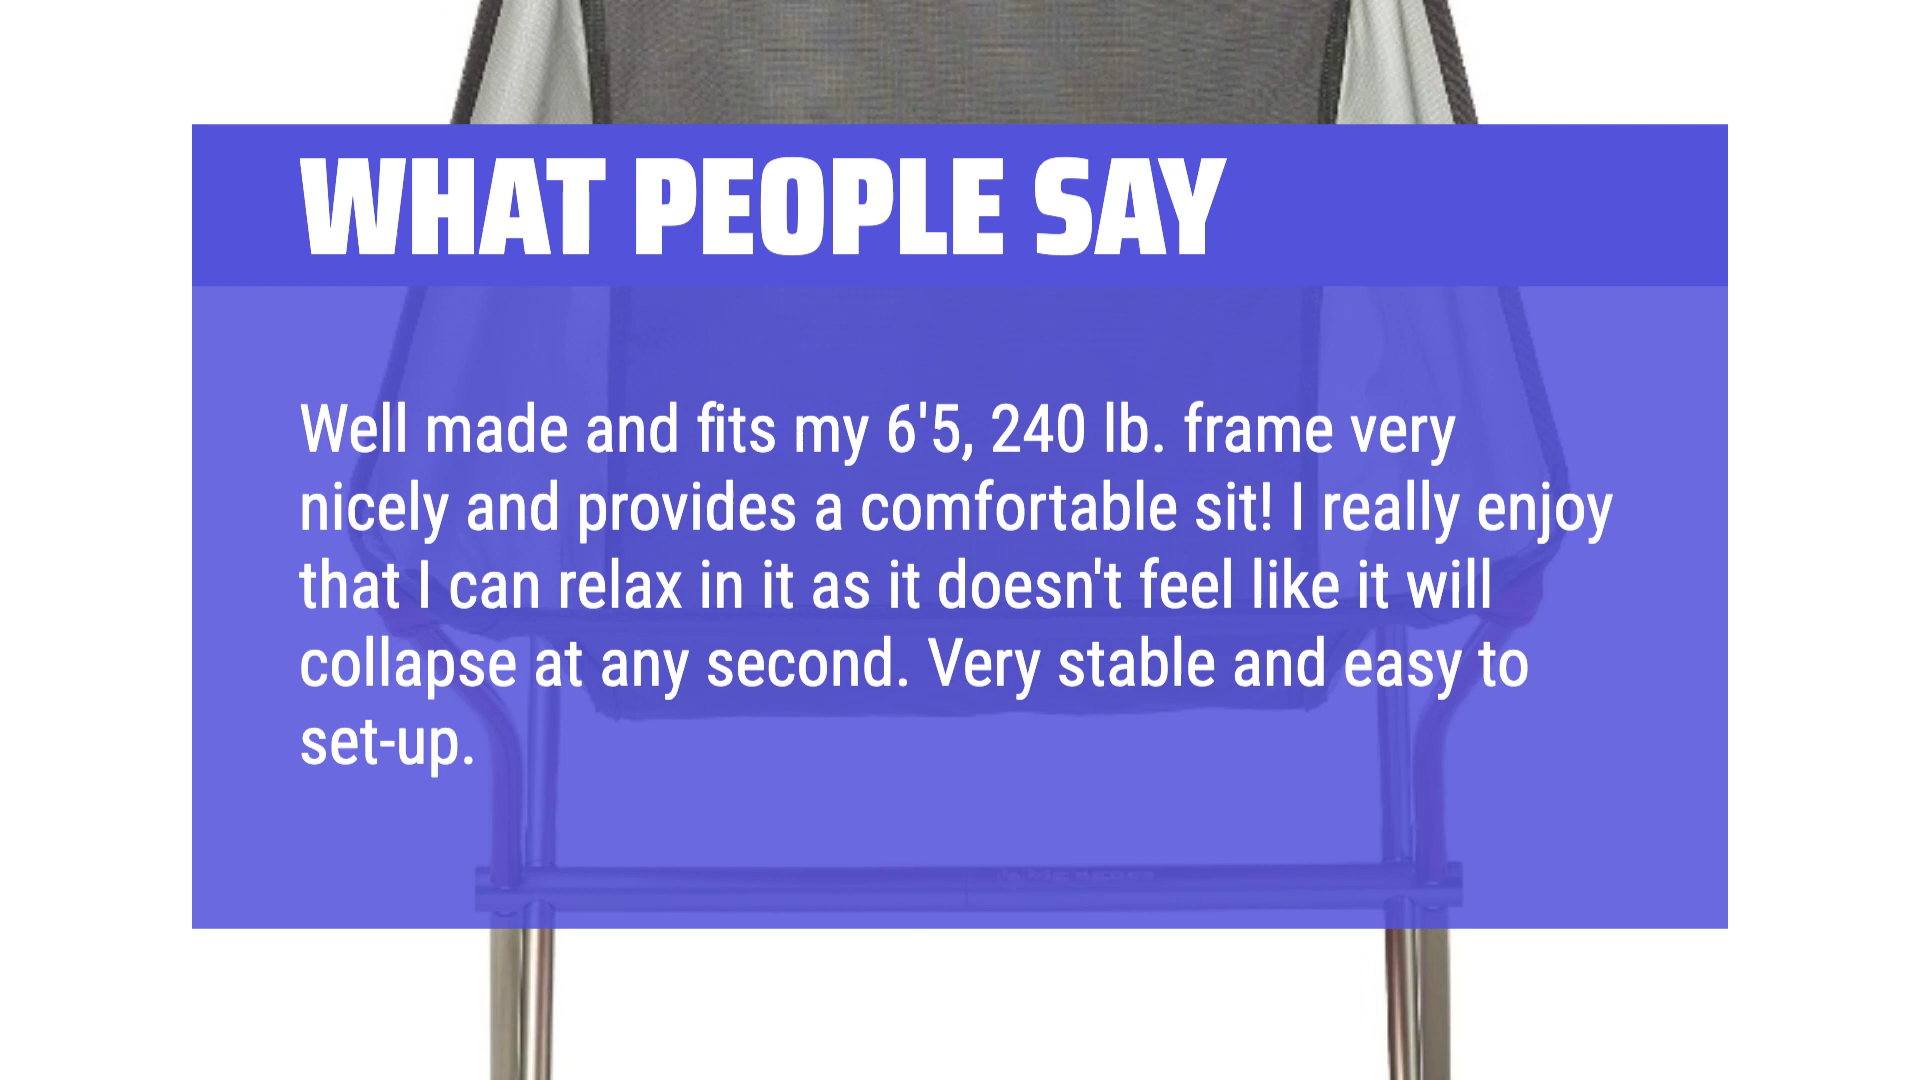 WHAT PEOPLE SAY
Well made and fits my 6'5, 240 lb. frame very
nicely and provides a comfortable sit! I really enjoy
that I can relax in it as it doesn't feel like it will
collapse at any second. Very stable and easy to
set-up.